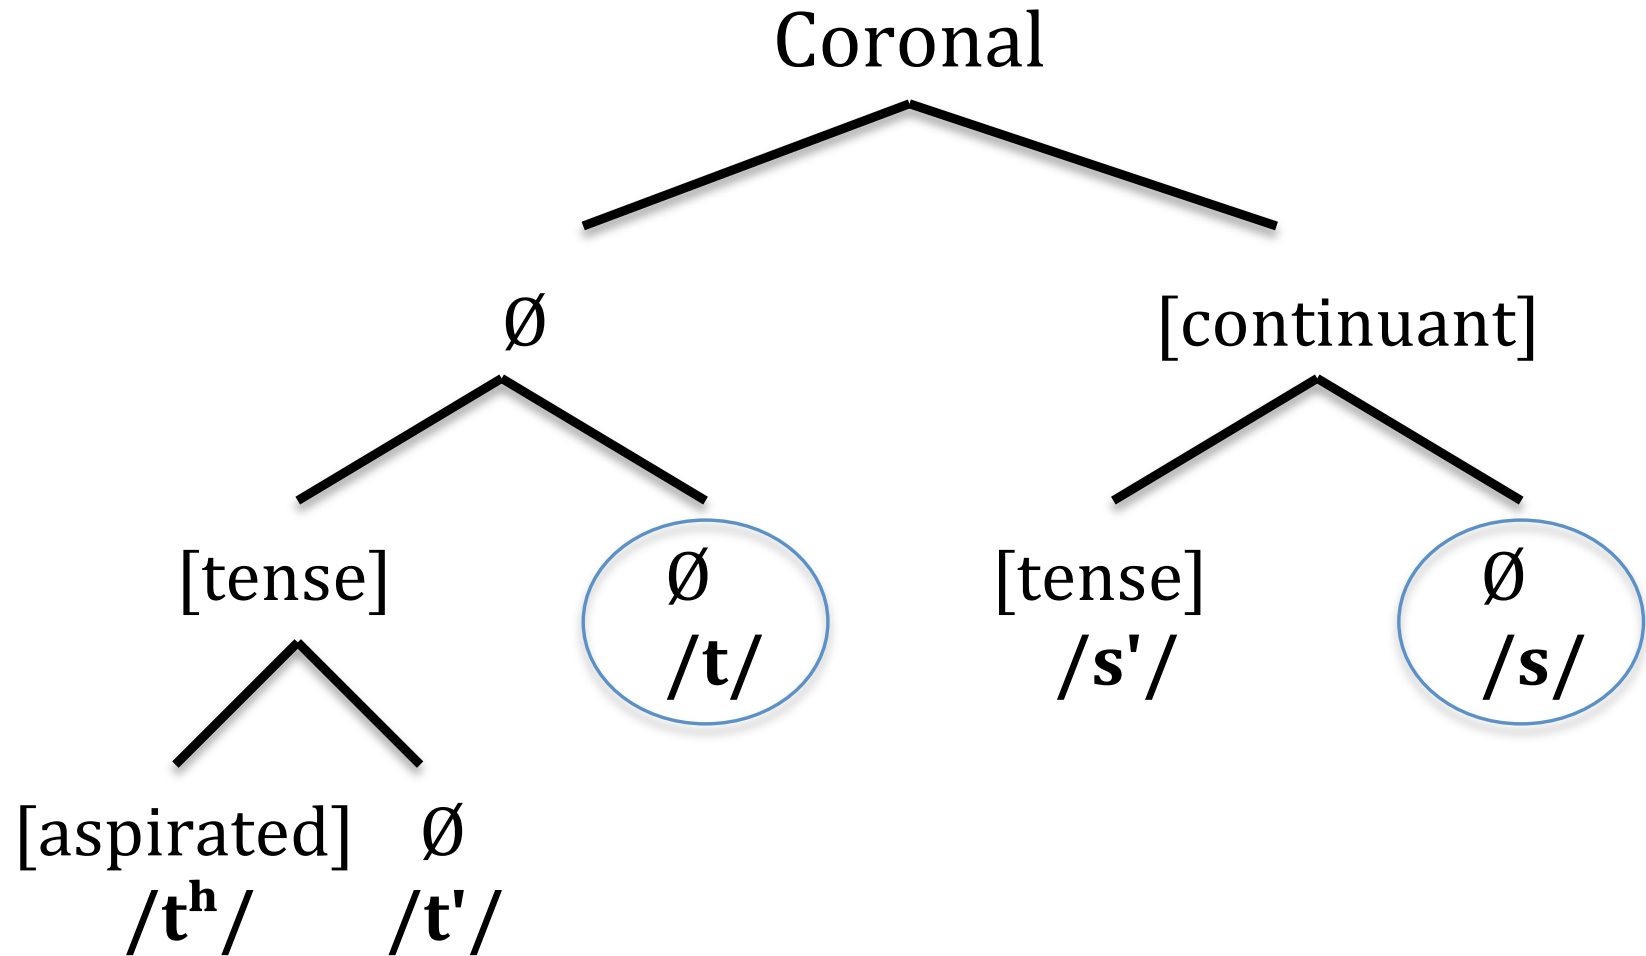 Coronal
Ø [continuant]
[tense] Ø [tense] Ø
/t/ /s'/ /s/
[aspirated] Ø
/tʰ/ /t'/